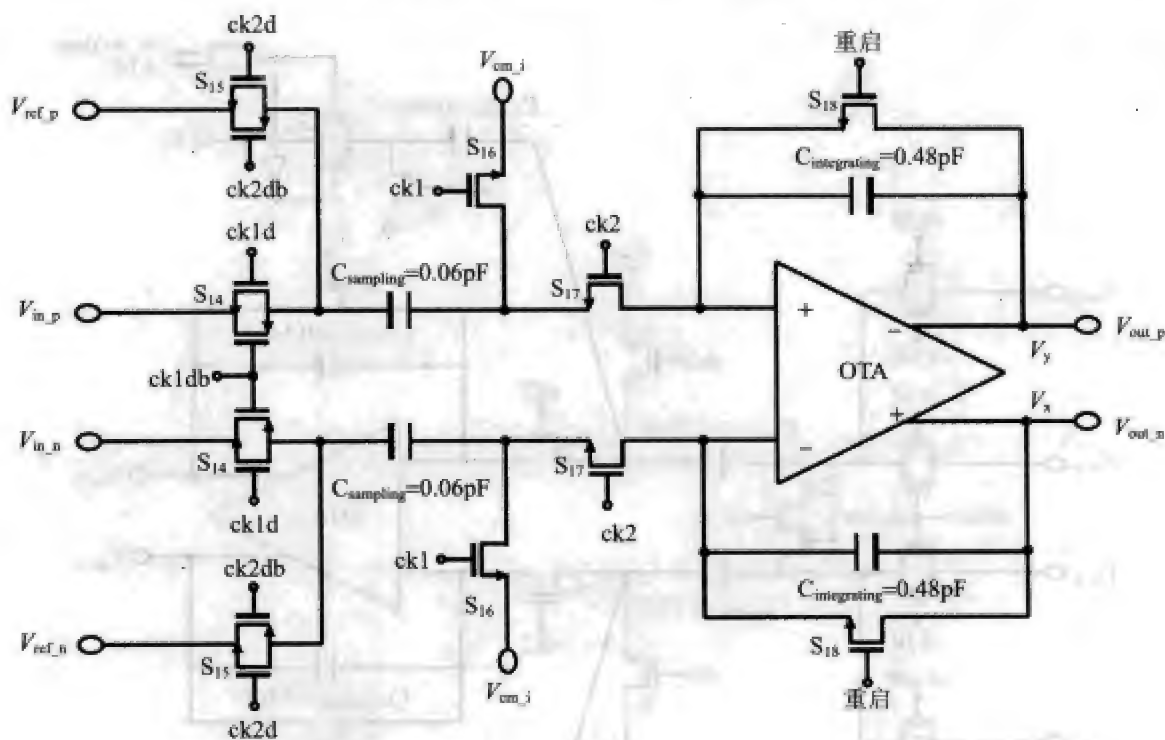 ck2d
S15
Vref_p
ck2db
Vcm_i
S16
ck1
重启
S18
Cintegrating=0.48pF
ck1d
S14
Vin_p
Csampling=0.06pF
ck2
S17
+
−
OTA
Vout_p
Vy
ck1db
Vin_n
S14
ck1d
Csampling=0.06pF
S17
ck2
−
+
Vx
Vout_n
ck2db
Vref_n
S15
ck2d
ck1
S16
Vcm_i
Cintegrating=0.48pF
S18
重启